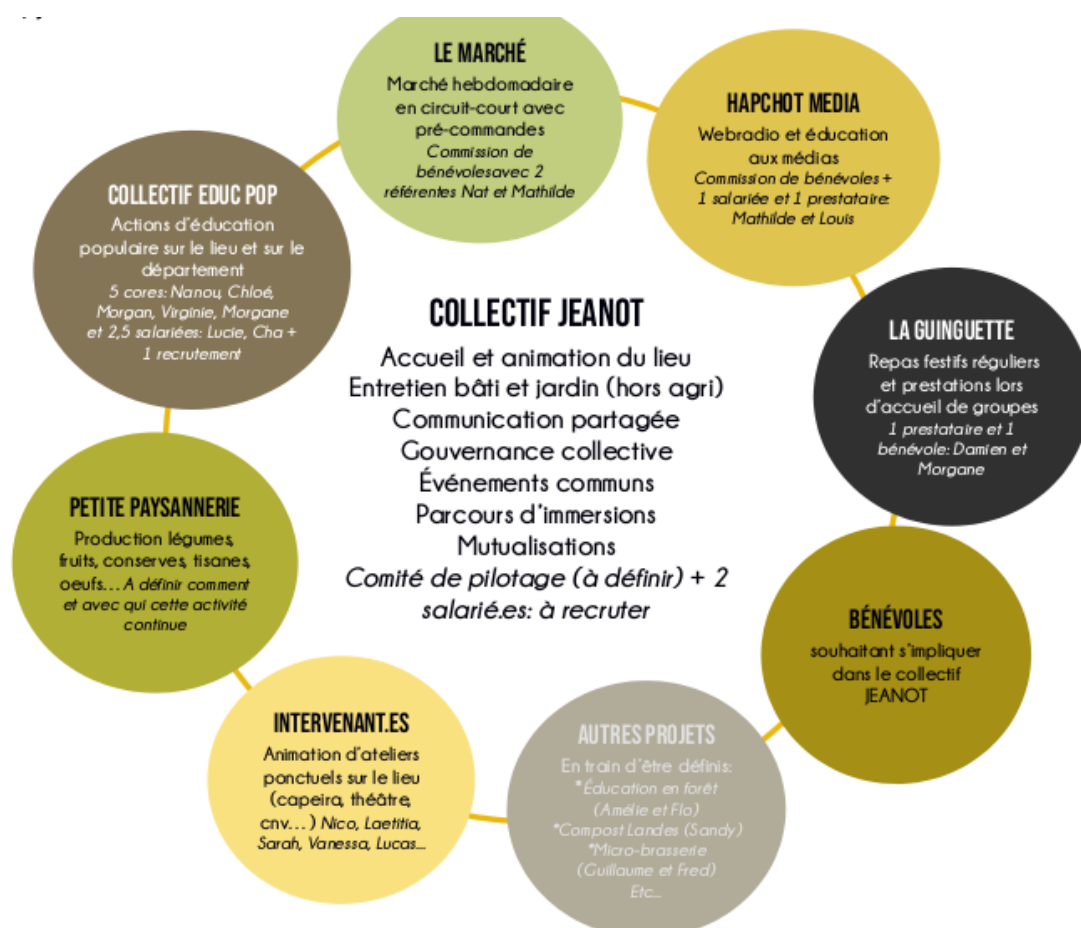 LE MARCHÉ
Marché hebdomadaire
en circuit-court avec
pré-commandes
Commission de
bénévolesavec 2
référentes Nat et Mathilde
HAPCHOT MEDIA
Webradio et éducation
aux médias
Commission de bénévoles +
1 salariée et 1 prestataire:
Mathilde et Louis
COLLECTIF EDUC POP
Actions d'éducation
populaire sur le lieu et sur le
département
5 cores: Nanou, Chloé,
Morgan, Virginie, Morgane
et 2,5 salariées: Lucie, Cha +
1 recrutement
COLLECTIF JEANOT
Accueil et animation du lieu
Entretien bâti et jardin (hors agri)
Communication partagée
Gouvernance collective
Événements communs
Parcours d'immersions
Mutualisations
Comité de pilotage (à définir) + 2
salarié.es: à recruter
LA GUINGUETTE
Repas festifs réguliers
et prestations lors
d'accueil de groupes
1 prestataire et 1
bénévole: Damien et
Morgane
PETITE PAYSANNERIE
Production légumes,
fruits, conserves, tisanes,
oeufs... A définir comment
et avec qui cette activité
continue
BÉNÉVOLES
souhaitant s'impliquer
dans le collectif
JEANOT
INTERVENANT.ES
Animation d'ateliers
ponctuels sur le lieu
(capeira, théâtre,
cnv...) Nico, Laetitia,
Sarah, Vanessa, Lucas...
AUTRES PROJETS
En train d'être définis:
*Éducation en forêt
(Amélie et Flo)
*Compost Landes (Sandy)
*Micro-brasserie
(Guillaume et Fred)
Etc...